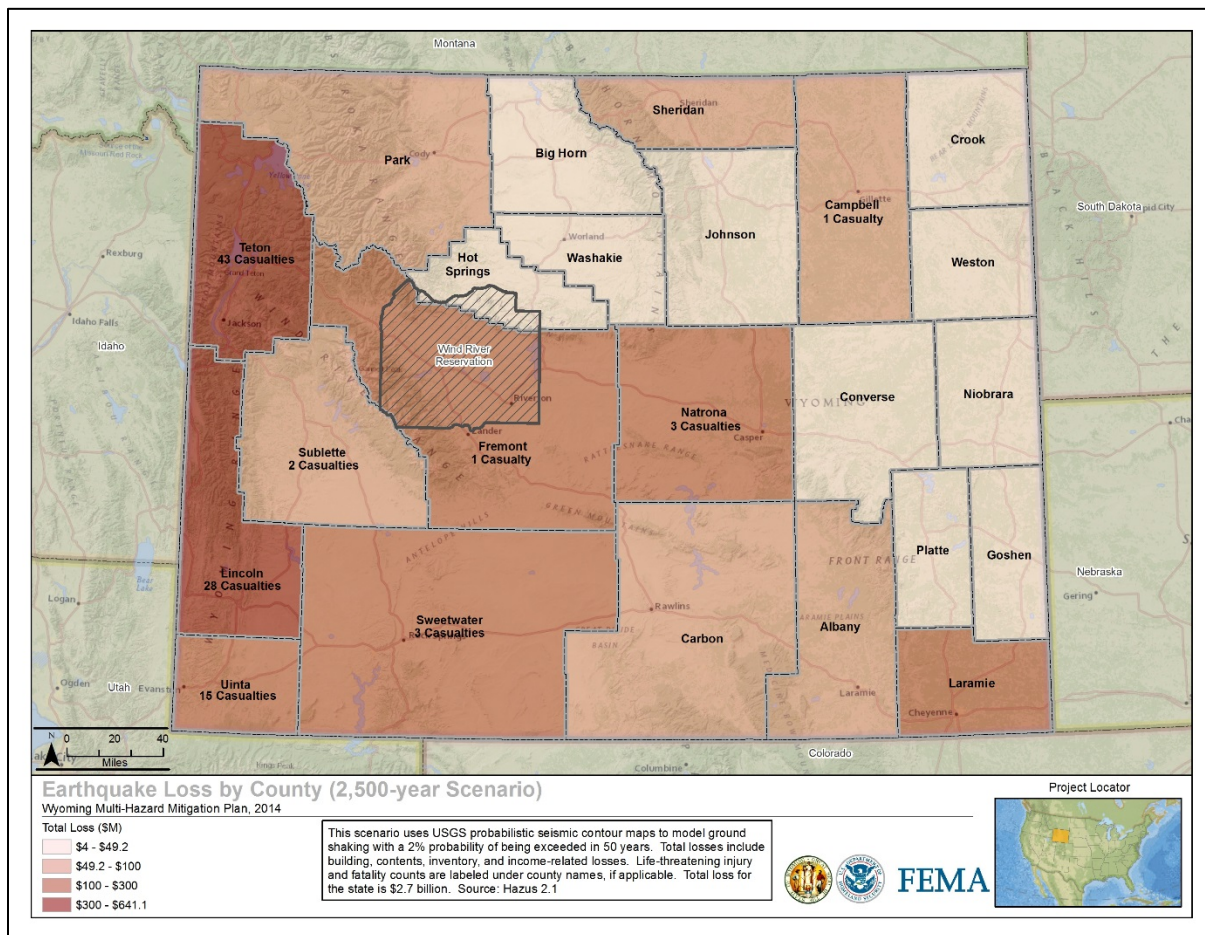 Montana
Sheridan
Sheridan
Crook
Park
Cody
Big Horn
Campbell
Gillette
1 Casualty
South Dakota
Teton
43 Casualties
Johnson
Worland
Washakie
Hot
Springs
Weston
Rexburg
Jackson
Idaho Falls
Idaho
Wind River
Reservation
Riverton
Lander
Fremont
1 Casualty
Natrona
3 Casualties
Casper
WYOMING
Converse
Niobrara
Sublette
2 Casualties
RATTLESNAKE RANGE
GREEN MOUNTAINS
ANTELOPE HILLS
FRONT RANGE
Platte
Goshen
Nebraska
Gering
Lincoln
28 Casualties
Logan
Bear
Lake
Sweetwater
3 Casualties
Rawlins
Carbon
Albany
Laramie
Laramie
Cheyenne
Uinta
15 Casualties
Evanston
Utah
Ogden
Colorado
Columbine
N
0 20 40
Miles
Earthquake Loss by County (2,500-year Scenario)
Wyoming Multi-Hazard Mitigation Plan, 2014
Total Loss ($M)
$4 - $49.2
$49.2 - $100
$100 - $300
$300 - $641.1
This scenario uses USGS probabilistic seismic contour maps to model ground
shaking with a 2% probability of being exceeded in 50 years. Total losses include
building, contents, inventory, and income-related losses. Life-threatening injury
and fatality counts are labeled under county names, if applicable. Total loss for
the state is $2.7 billion. Source: Hazus 2.1
FEMA
Project Locator